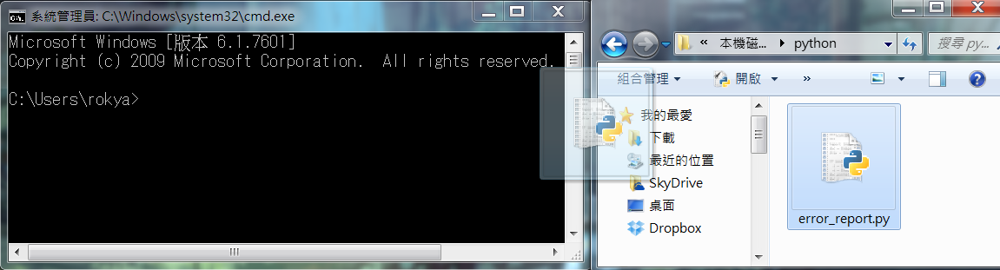 系統管理員: C:\Windows\system32\cmd.exe
Microsoft Windows [版本 6.1.7601]
Copyright (c) 2009 Microsoft Corporation.  All rights reserved.
C:\Users\rokya>
« 本機磁... python
搜尋 py...
組合管理 開啟 »
我的最愛
下載
最近的位置
SkyDrive
桌面
Dropbox
error_report.py